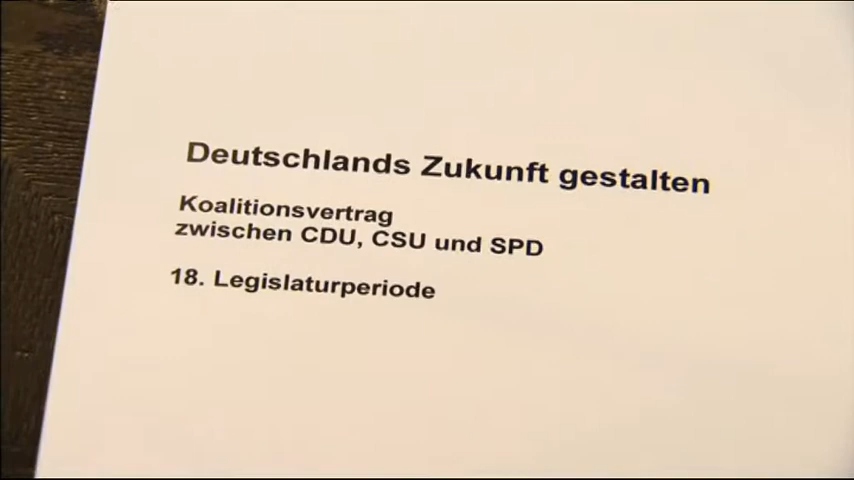 Deutschlands Zukunft gestalten
Koalitionsvertrag
zwischen CDU, CSU und SPD
18. Legislaturperiode